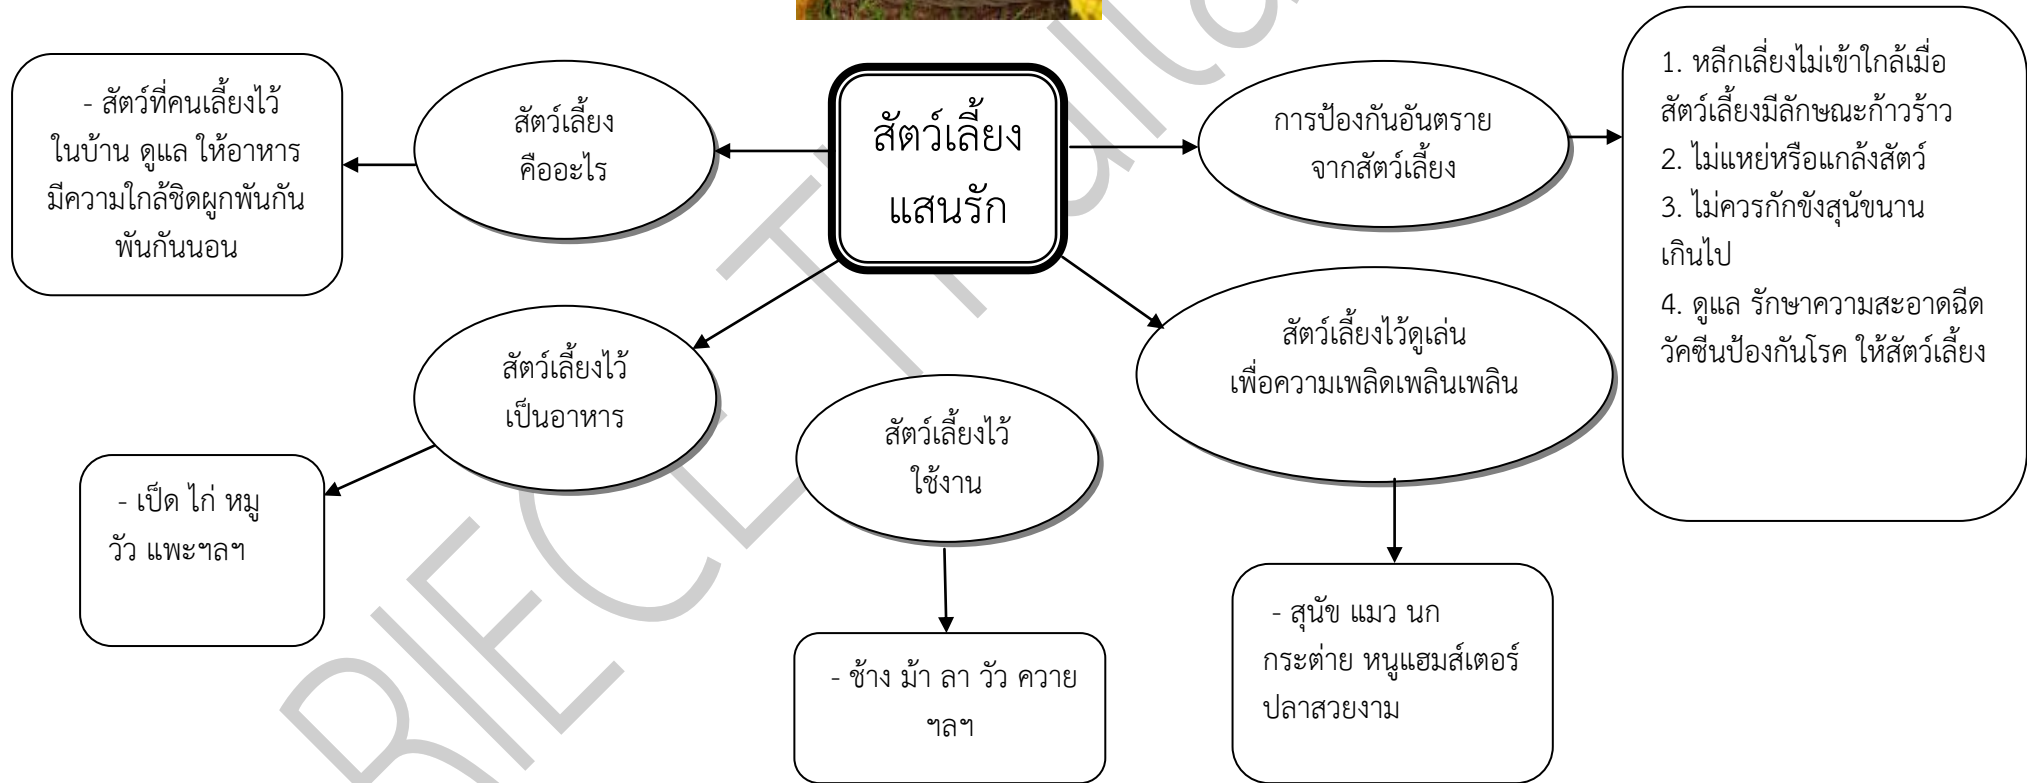 สัตว์เลี้ยง
แสนรัก
สัตว์เลี้ยง
คืออะไร
- สัตว์ที่คนเลี้ยงไว้
ในบ้าน ดูแล ให้อาหาร
มีความใกล้ชิดผูกพันกัน
พันกันนอน
การป้องกันอันตราย
จากสัตว์เลี้ยง
1. หลีกเลี่ยงไม่เข้าใกล้เมื่อ
สัตว์เลี้ยงมีลักษณะก้าวร้าว
2. ไม่แหย่หรือแกล้งสัตว์
3. ไม่ควรกักขังสุนัขนาน
เกินไป
4. ดูแล รักษาความสะอาดฉีด
วัคซีนป้องกันโรค ให้สัตว์เลี้ยง
สัตว์เลี้ยงไว้
เป็นอาหาร
- เป็ด ไก่ หมู
วัว แพะฯลฯ
สัตว์เลี้ยงไว้
ใช้งาน
- ช้าง ม้า ลา วัว ควาย
ฯลฯ
สัตว์เลี้ยงไว้ดูเล่น
เพื่อความเพลิดเพลินเพลิน
- สุนัข แมว นก
กระต่าย หนูแฮมส์เตอร์
ปลาสวยงาม
RIECE Thailand